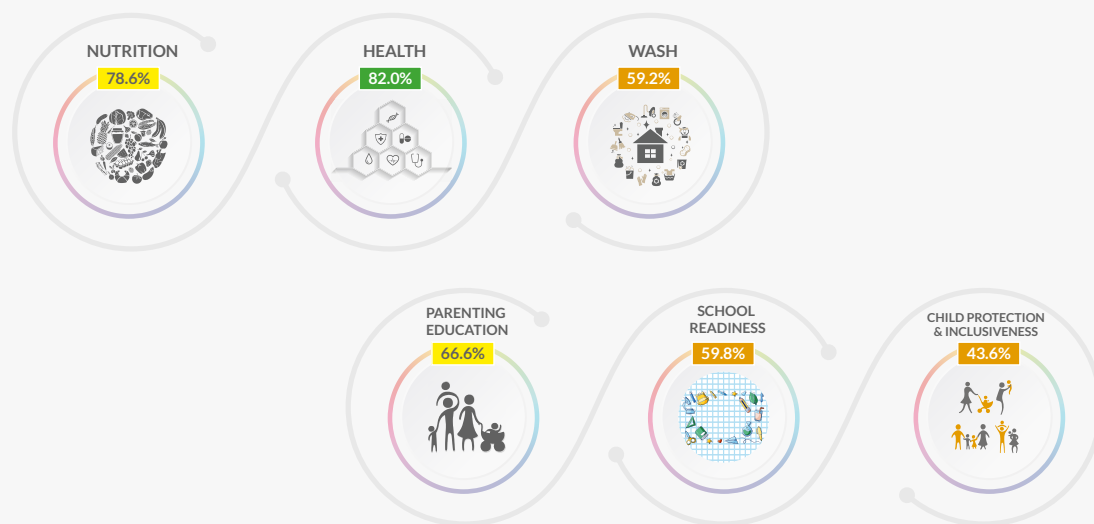 NUTRITION
78.6%
HEALTH
82.0%
WASH
59.2%
PARENTING
EDUCATION
66.6%
SCHOOL
READINESS
59.8%
CHILD PROTECTION
& INCLUSIVENESS
43.6%